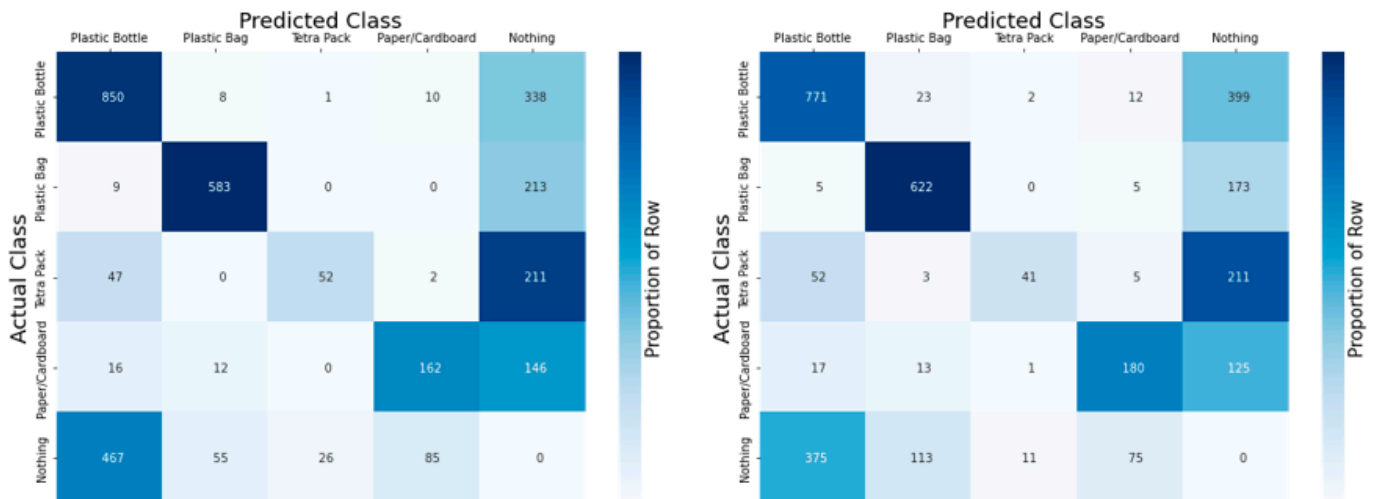 Predicted Class
Plastic Bottle Plastic Bag Tetra Pack Paper/Cardboard Nothing
Actual Class
Proportion of Row
Plastic Bottle 850 8 1 10 338
Plastic Bag 9 583 0 0 213
Tetra Pack 47 0 52 2 211
Paper/Cardboard 16 12 0 162 146
Nothing 467 55 26 85 0
Predicted Class
Plastic Bottle Plastic Bag Tetra Pack Paper/Cardboard Nothing
Actual Class
Proportion of Row
Plastic Bottle 771 23 2 12 399
Plastic Bag 5 622 0 5 173
Tetra Pack 52 3 41 5 211
Paper/Cardboard 17 13 1 180 125
Nothing 375 113 11 75 0